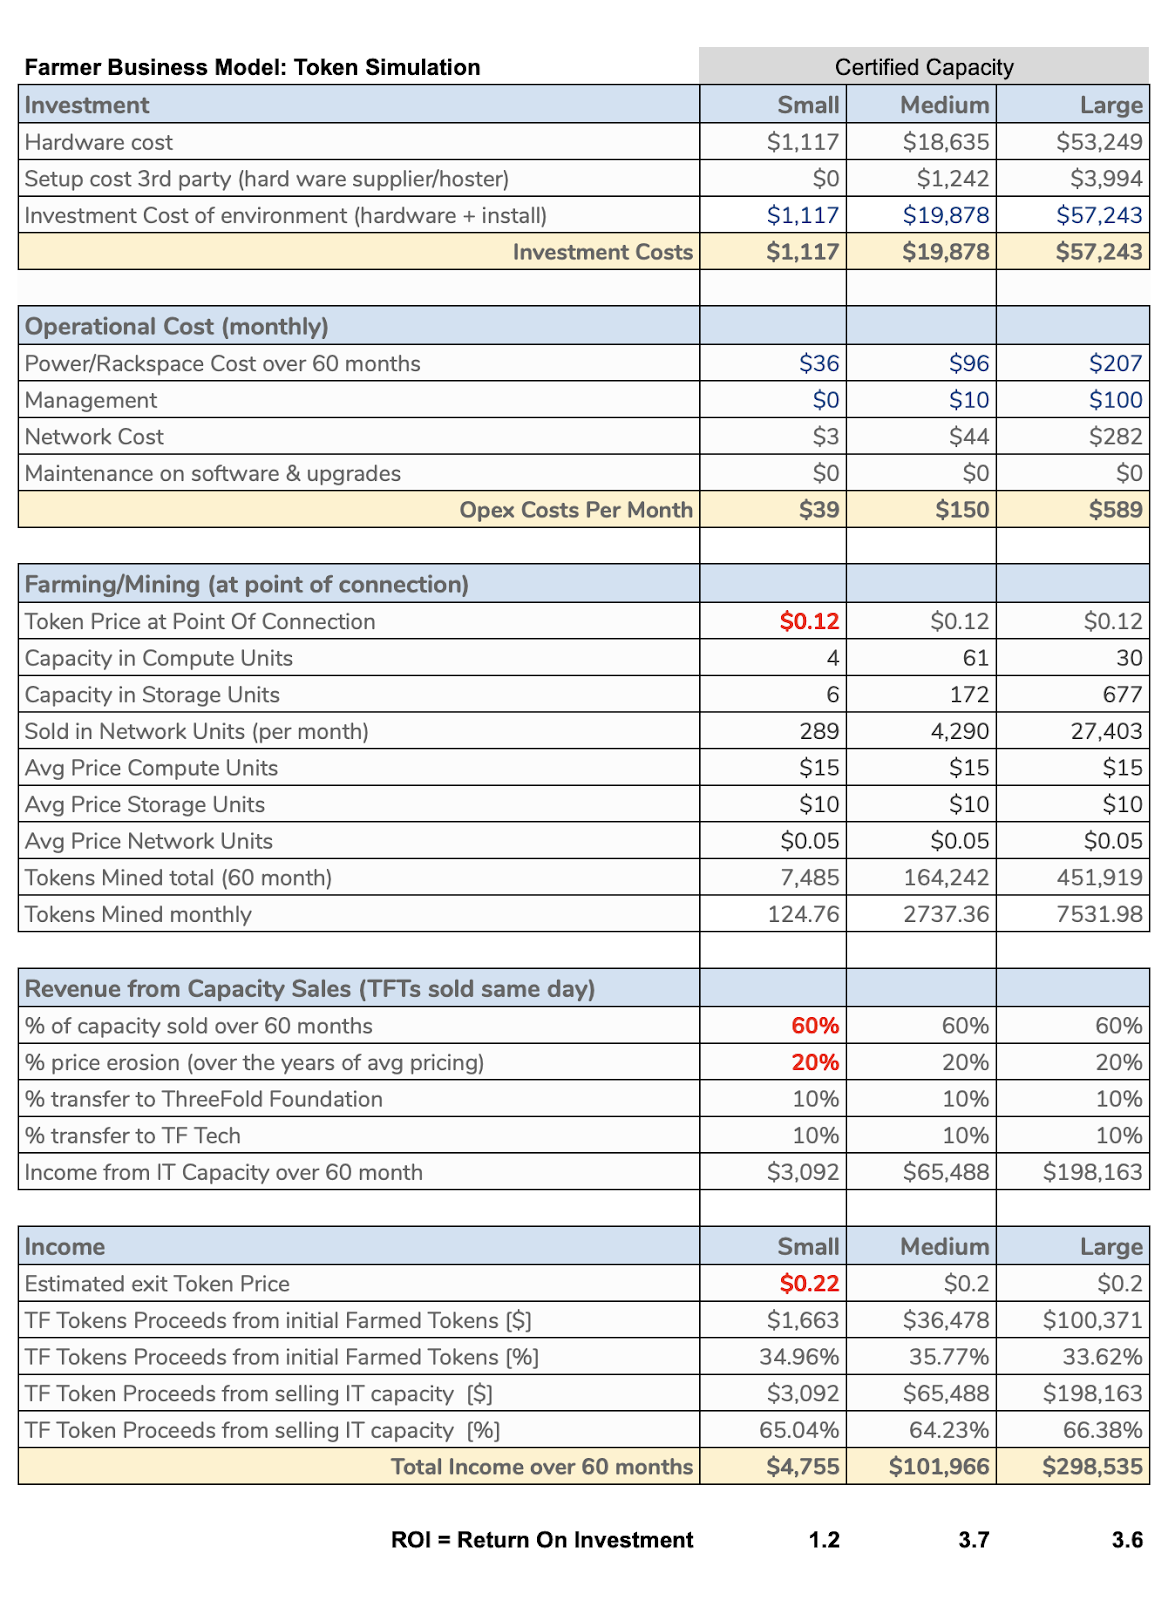 Farmer Business Model: Token Simulation Certified Capacity
Investment Small Medium Large
Hardware cost $1,117 $18,635 $53,249
Setup cost 3rd party (hard ware supplier/hoster) $0 $1,242 $3,994
Investment Cost of environment (hardware + install) $1,117 $19,878 $57,243
Investment Costs $1,117 $19,878 $57,243
Operational Cost (monthly)
Power/Rackspace Cost over 60 months $36 $96 $207
Management $0 $10 $100
Network Cost $3 $44 $282
Maintenance on software & upgrades $0 $0 $0
Opex Costs Per Month $39 $150 $589
Farming/Mining (at point of connection)
Token Price at Point Of Connection $0.12 $0.12 $0.12
Capacity in Compute Units 4 61 30
Capacity in Storage Units 6 172 677
Sold in Network Units (per month) 289 4,290 27,403
Avg Price Compute Units $15 $15 $15
Avg Price Storage Units $10 $10 $10
Avg Price Network Units $0.05 $0.05 $0.05
Tokens Mined total (60 month) 7,485 164,242 451,919
Tokens Mined monthly 124.76 2737.36 7531.98
Revenue from Capacity Sales (TFTs sold same day)
% of capacity sold over 60 months 60% 60% 60%
% price erosion (over the years of avg pricing) 20% 20% 20%
% transfer to ThreeFold Foundation 10% 10% 10%
% transfer to TF Tech 10% 10% 10%
Income from IT Capacity over 60 month $3,092 $65,488 $198,163
Income Small Medium Large
Estimated exit Token Price $0.22 $0.2 $0.2
TF Tokens Proceeds from initial Farmed Tokens [$] $1,663 $36,478 $100,371
TF Tokens Proceeds from initial Farmed Tokens [%] 34.96% 35.77% 33.62%
TF Token Proceeds from selling IT capacity [$] $3,092 $65,488 $198,163
TF Token Proceeds from selling IT capacity [%] 65.04% 64.23% 66.38%
Total Income over 60 months $4,755 $101,966 $298,535
ROI = Return On Investment 1.2 3.7 3.6